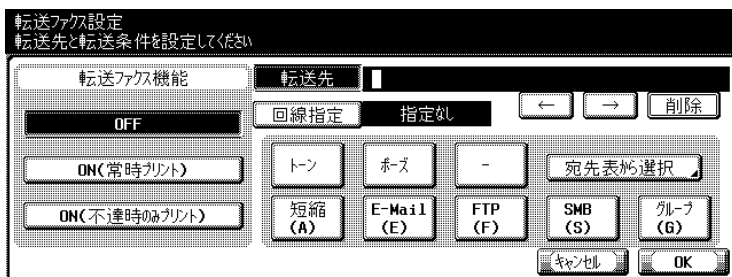 転送ファクス設定
転送先と転送条件を設定してください
転送ファクス機能
転送先
回線指定
指定なし
←
→
削除
OFF
ON(常時プリント)
ON(不達時のみプリント)
トーン
ポーズ
-
宛先表から選択
短縮
(A)
E-Mail
(E)
FTP
(F)
SMB
(S)
グループ
(G)
キャンセル
OK